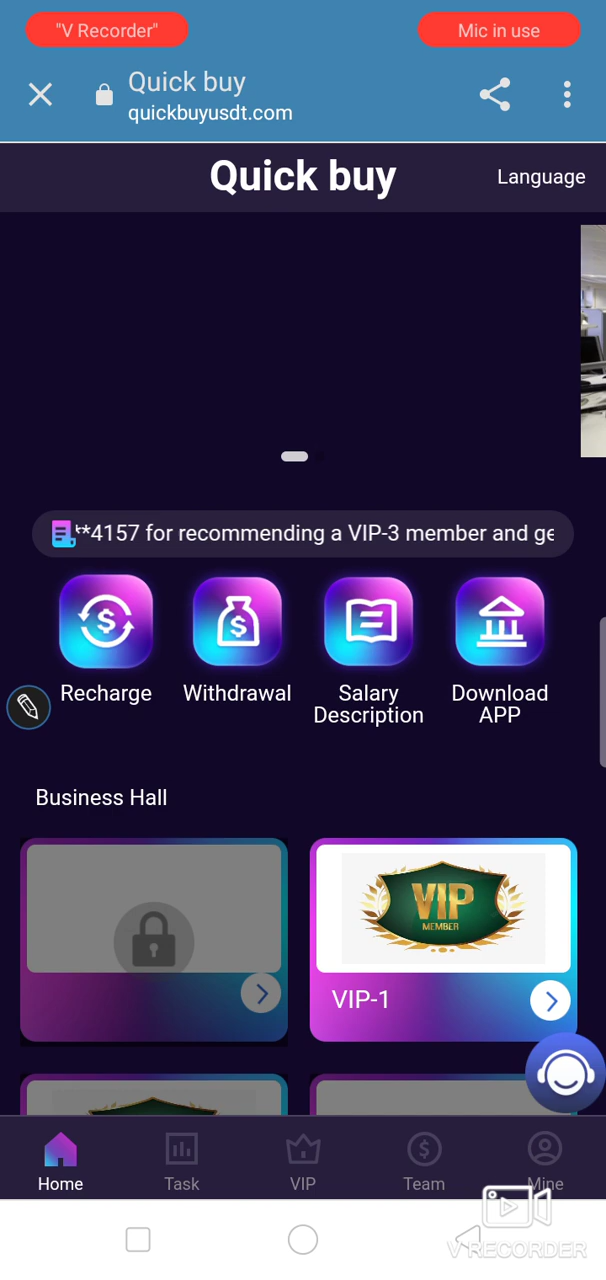 "V Recorder"
Mic in use
Quick buy
quickbuyusdt.com
Quick buy
Language
**4157 for recommending a VIP-3 member and ge
Recharge
Withdrawal
Salary
Description
Download
APP
Business Hall
VIP
MEMBER
VIP-1
Home
Task
VIP
Team
Mine
V RECORDER